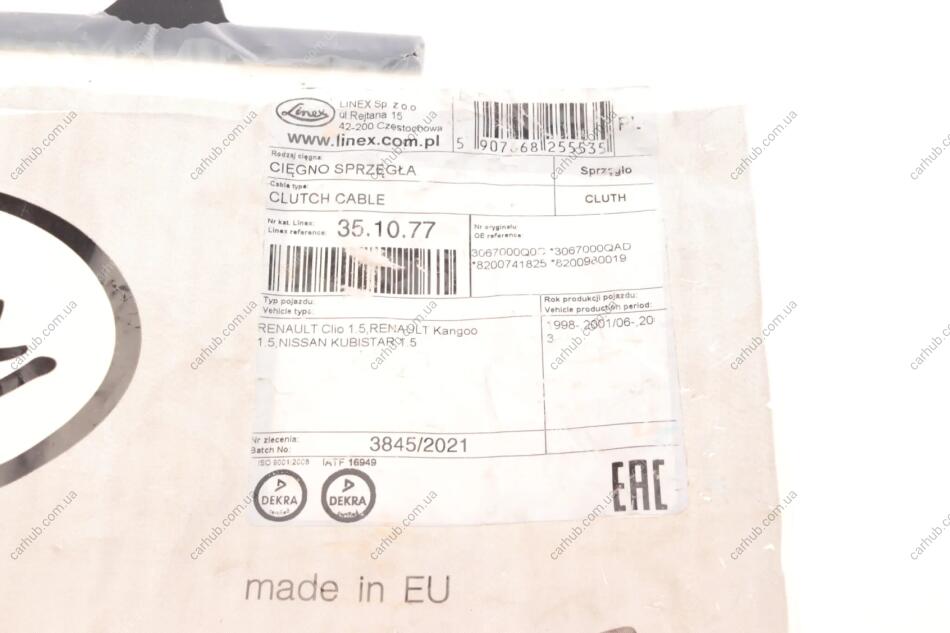 Linex
LINEX Sp. z o.o
ul Rejtana 15
42-200 Częstochowa
www.linex.com.pl
PL
Rodzaj cięgna:
CIĘGNO SPRZĘGŁA
Sprzęgło
Cable type:
CLUTCH CABLE
CLUTH
Nr kat. Linex:
Linex reference:
35.10.77
Nr oryginału:
OE reference
*3067000QAD
*8200741825 *8200980019
Typ pojazdu:
Vehicle type:
Rok produkcji pojazdu:
Vehicle production period:
RENAULT Clio 1.5,RENAULT Kangoo
1.5,NISSAN KUBISTAR 1.5
1998-,2001/06-,20
3
Nr zlecenia:
Batch No:
3845/2021
ISO 9001:2008 IATF 16949
DEKRA
DEKRA
EAC
made in EU
carhub.com.ua